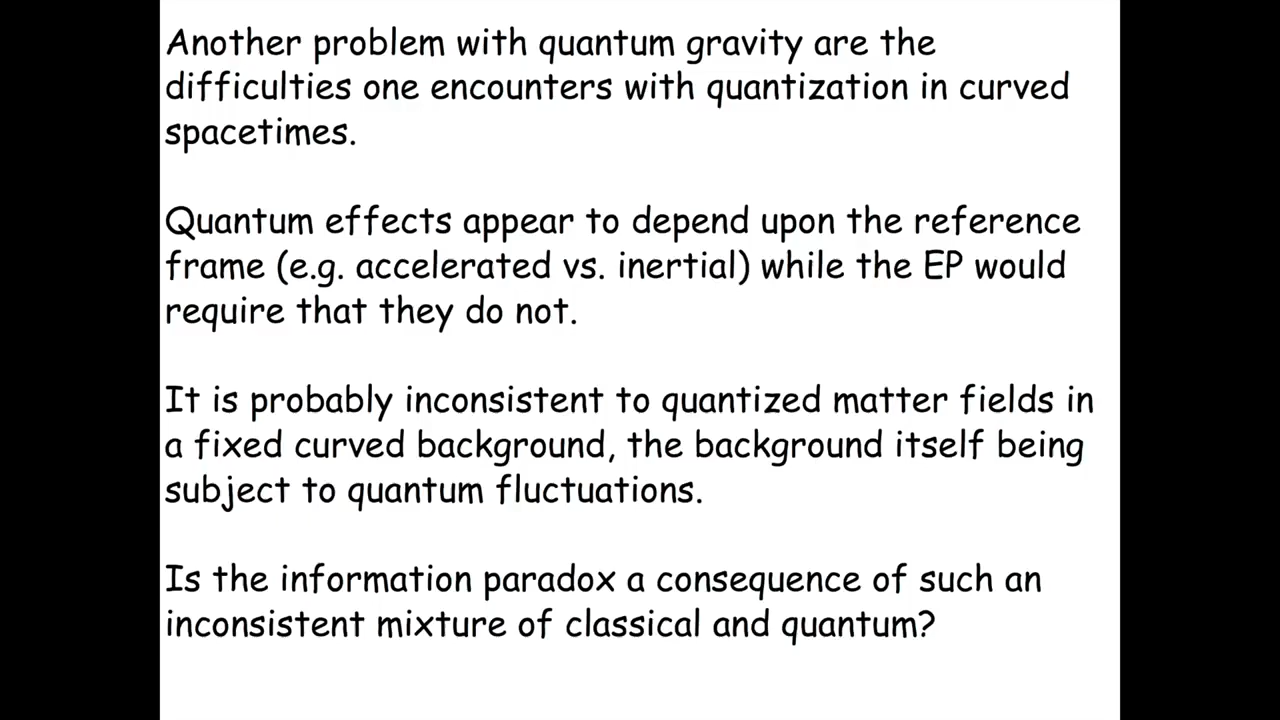 Another problem with quantum gravity are the
difficulties one encounters with quantization in curved
spacetimes.
Quantum effects appear to depend upon the reference
frame (e.g. accelerated vs. inertial) while the EP would
require that they do not.
It is probably inconsistent to quantized matter fields in
a fixed curved background, the background itself being
subject to quantum fluctuations.
Is the information paradox a consequence of such an
inconsistent mixture of classical and quantum?